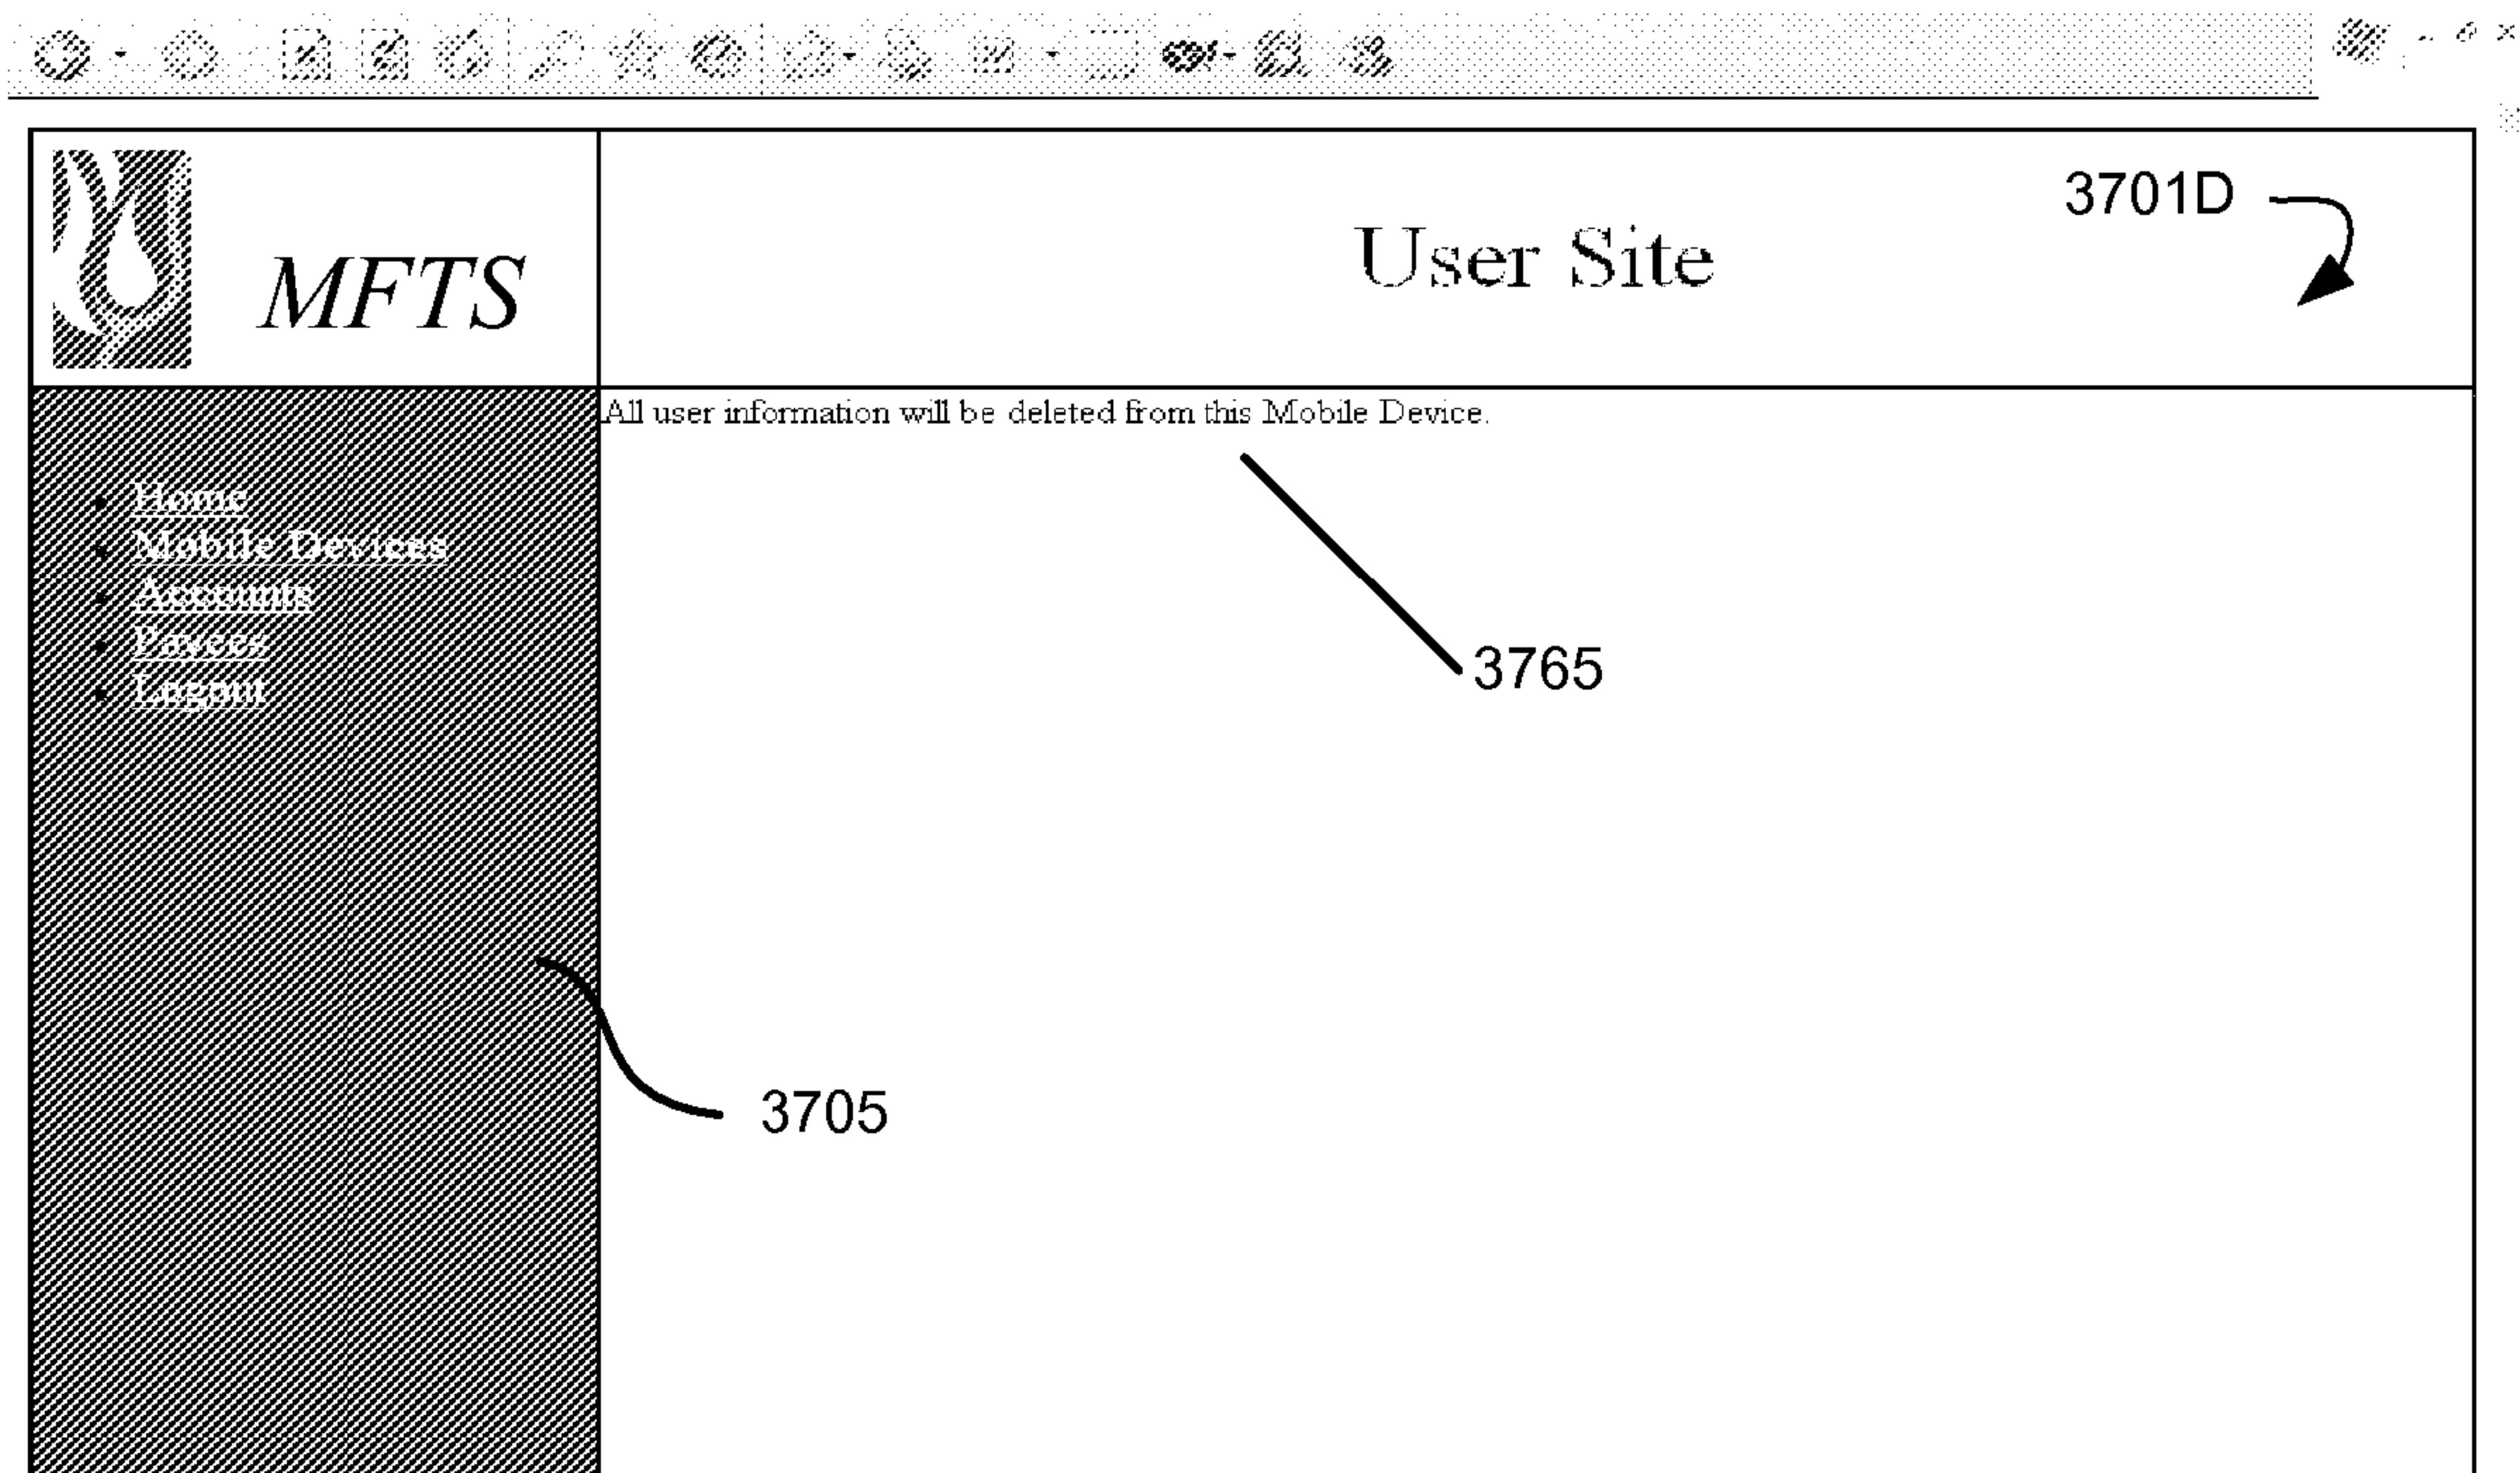 3701D
MFTS
User Site
All user information will be deleted from this Mobile Device.
Home
Mobile Devices
Accounts
Payees
Logout
3765
3705